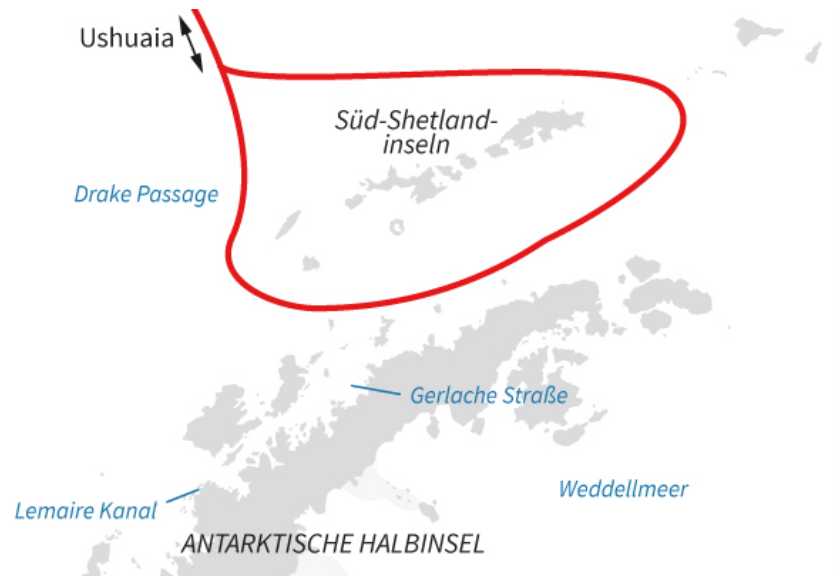 Ushuaia
Süd-Shetland-
inseln
Drake Passage
Gerlache Straße
Weddellmeer
Lemaire Kanal
ANTARKTISCHE HALBINSEL